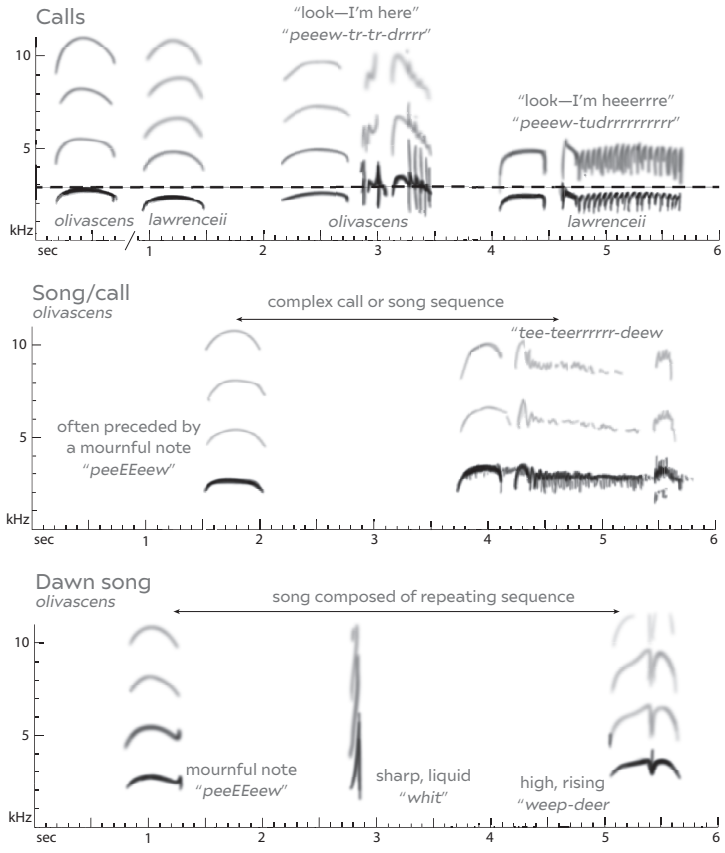 Calls
“look—I’m here”
“peeew-tr-tr-drrrr”
10
“look—I’m heeerrre”
“peeew-tudrrrrrrrrrr”
5
olivascens
lawrenceii
olivascens
lawrenceii
kHz
sec
1
2
3
4
5
6
Song/call
olivascens
complex call or song sequence
“tee-teerrrrrr-deew
10
often preceded by
a mournful note
“peeEEeew”
5
kHz
sec
1
2
3
4
5
6
Dawn song
olivascens
song composed of repeating sequence
10
5
mournful note
“peeEEeew”
sharp, liquid
“whit”
high, rising
“weep-deer
kHz
sec
1
2
3
4
5
6